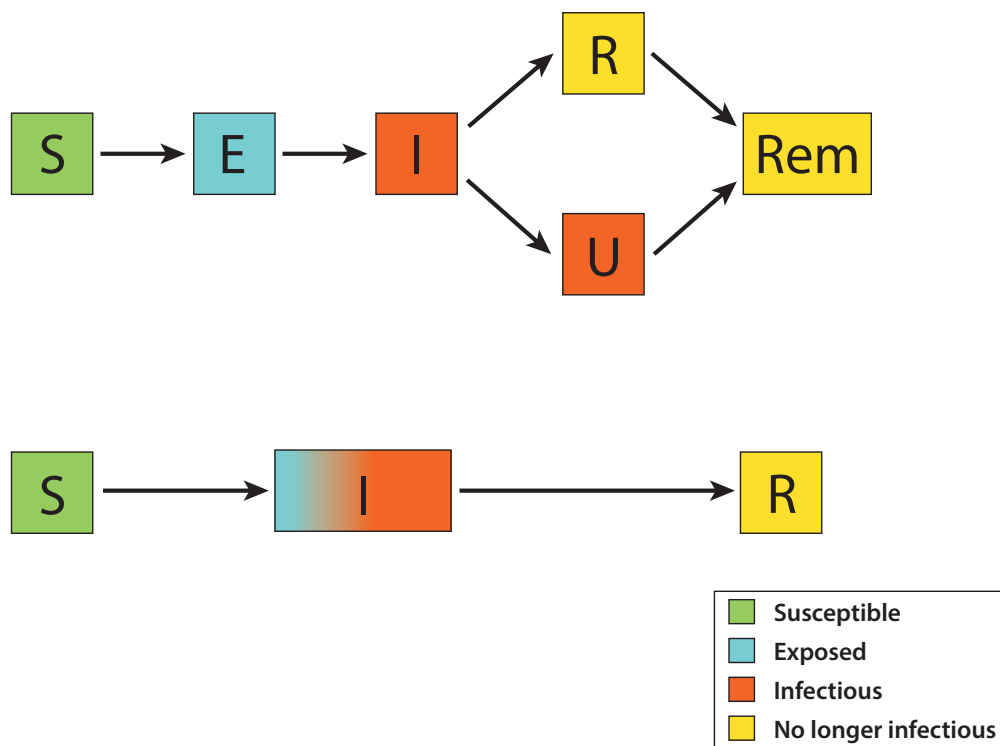 R
S
E
I
Rem
U
S
I
R
Susceptible
Exposed
Infectious
No longer infectious